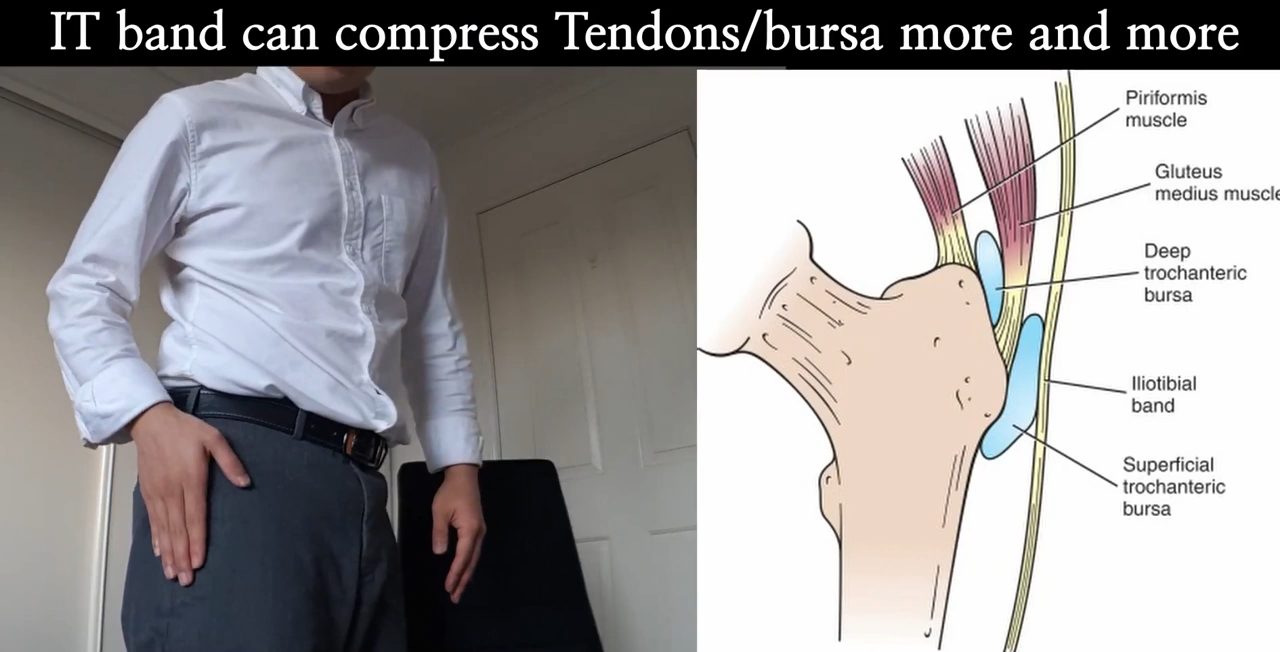 IT band can compress Tendons/bursa more and more
Piriformis
muscle
Gluteus
medius muscle
Deep
trochanteric
bursa
Iliotibial
band
Superficial
trochanteric
bursa